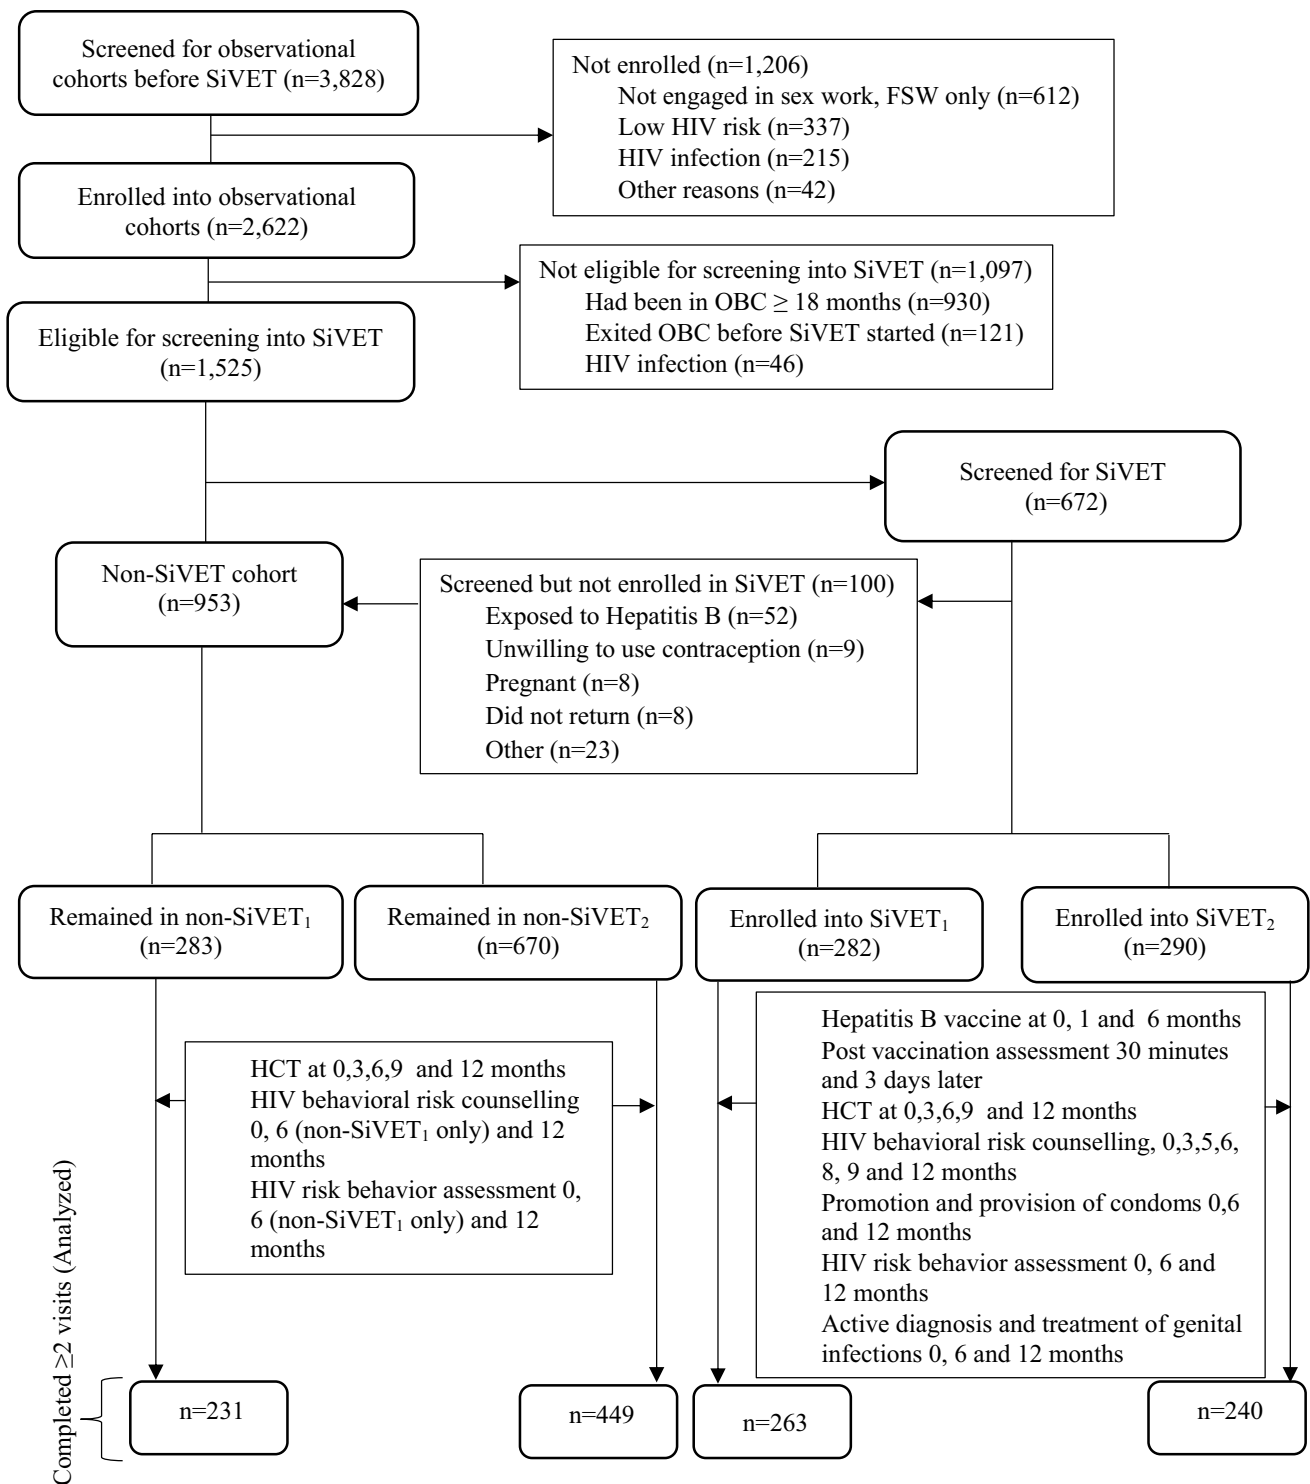 Screened for observational
cohorts before SiVET (n=3,828)
Not enrolled (n=1,206)
Not engaged in sex work, FSW only (n=612)
Low HIV risk (n=337)
HIV infection (n=215)
Other reasons (n=42)
Enrolled into observational
cohorts (n=2,622)
Not eligible for screening into SiVET (n=1,097)
Had been in OBC ≥ 18 months (n=930)
Exited OBC before SiVET started (n=121)
HIV infection (n=46)
Eligible for screening into SiVET
(n=1,525)
Screened for SiVET
(n=672)
Non-SiVET cohort
(n=953)
Screened but not enrolled in SiVET (n=100)
Exposed to Hepatitis B (n=52)
Unwilling to use contraception (n=9)
Pregnant (n=8)
Did not return (n=8)
Other (n=23)
Remained in non-SiVET₁
(n=283)
Remained in non-SiVET₂
(n=670)
Enrolled into SiVET₁
(n=282)
Enrolled into SiVET₂
(n=290)
HCT at 0,3,6,9 and 12 months
HIV behavioral risk counselling
0, 6 (non-SiVET₁ only) and 12
months
HIV risk behavior assessment 0,
6 (non-SiVET₁ only) and 12
months
Hepatitis B vaccine at 0, 1 and 6 months
Post vaccination assessment 30 minutes
and 3 days later
HCT at 0,3,6,9 and 12 months
HIV behavioral risk counselling, 0,3,5,6,
8, 9 and 12 months
Promotion and provision of condoms 0,6
and 12 months
HIV risk behavior assessment 0, 6 and
12 months
Active diagnosis and treatment of genital
infections 0, 6 and 12 months
Completed ≥2 visits (Analyzed)
n=231
n=449
n=263
n=240